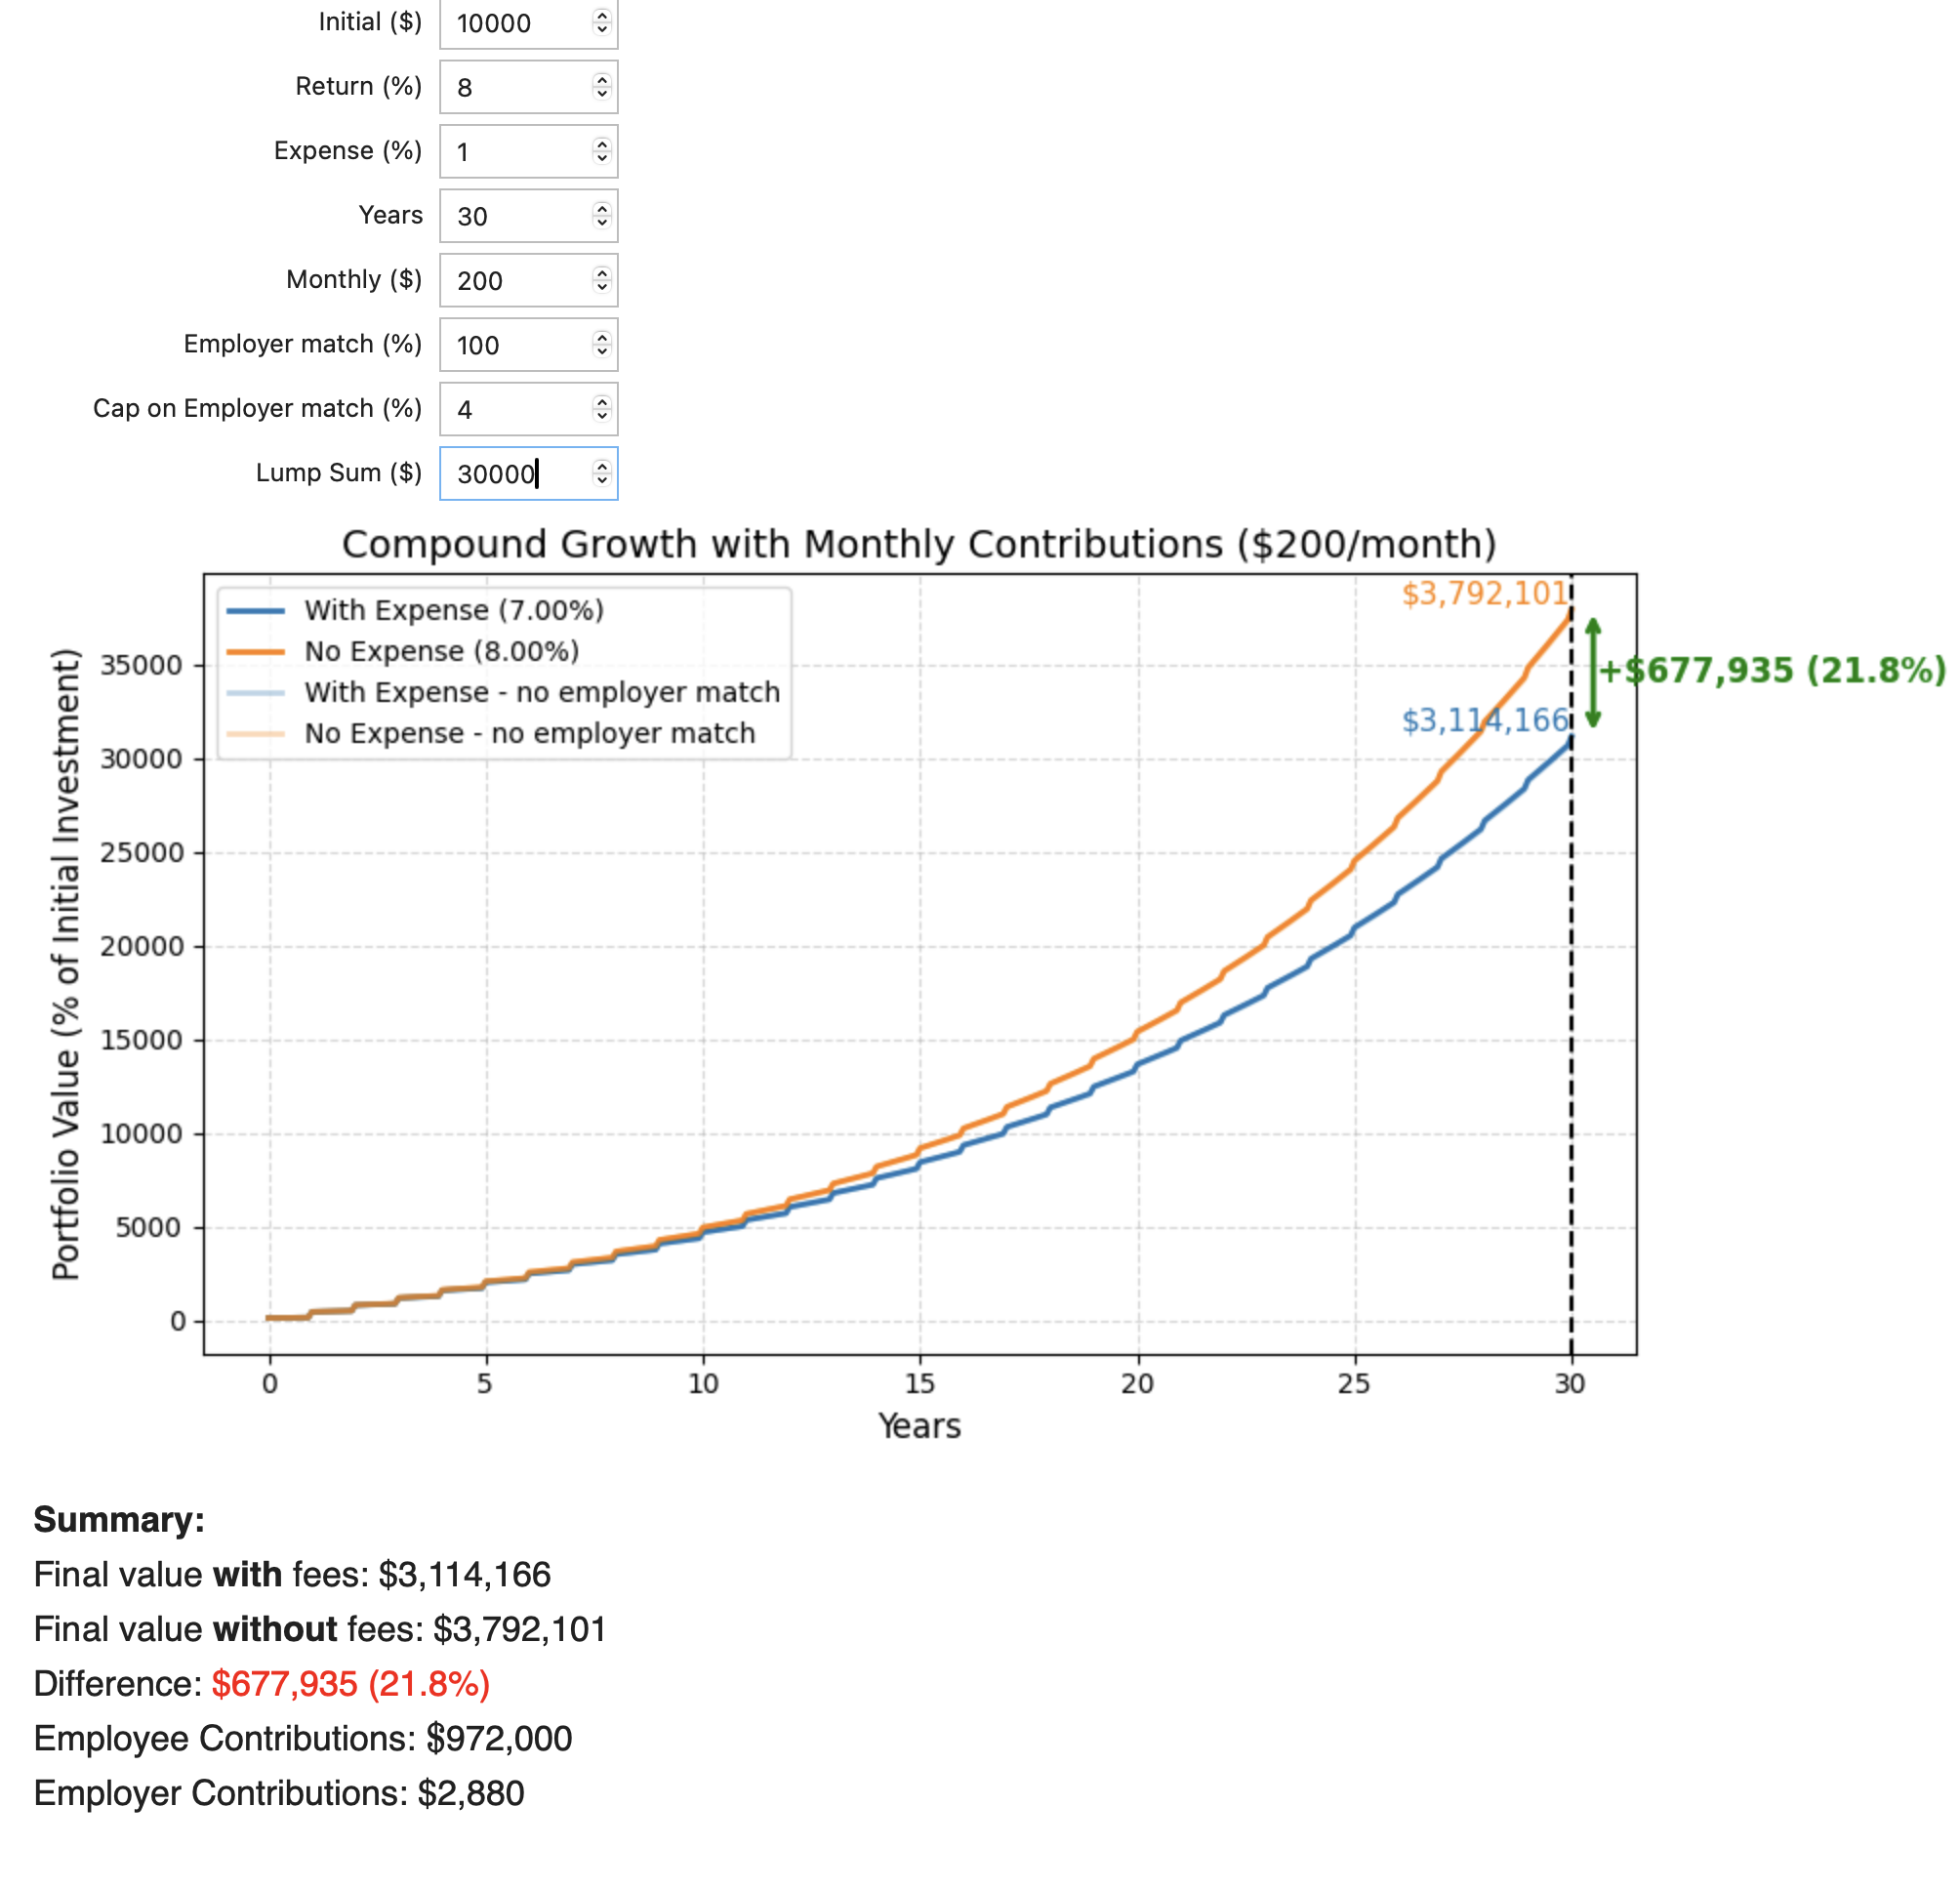 Initial ($) 10000
Return (%) 8
Expense (%) 1
Years 30
Monthly ($) 200
Employer match (%) 100
Cap on Employer match (%) 4
Lump Sum ($) 30000
Compound Growth with Monthly Contributions ($200/month)
With Expense (7.00%)
No Expense (8.00%)
With Expense - no employer match
No Expense - no employer match
$3,792,101
+$677,935 (21.8%)
$3,114,166
Portfolio Value (% of Initial Investment)
35000
30000
25000
20000
15000
10000
5000
0
0 5 10 15 20 25 30
Years
Summary:
Final value with fees: $3,114,166
Final value without fees: $3,792,101
Difference: $677,935 (21.8%)
Employee Contributions: $972,000
Employer Contributions: $2,880